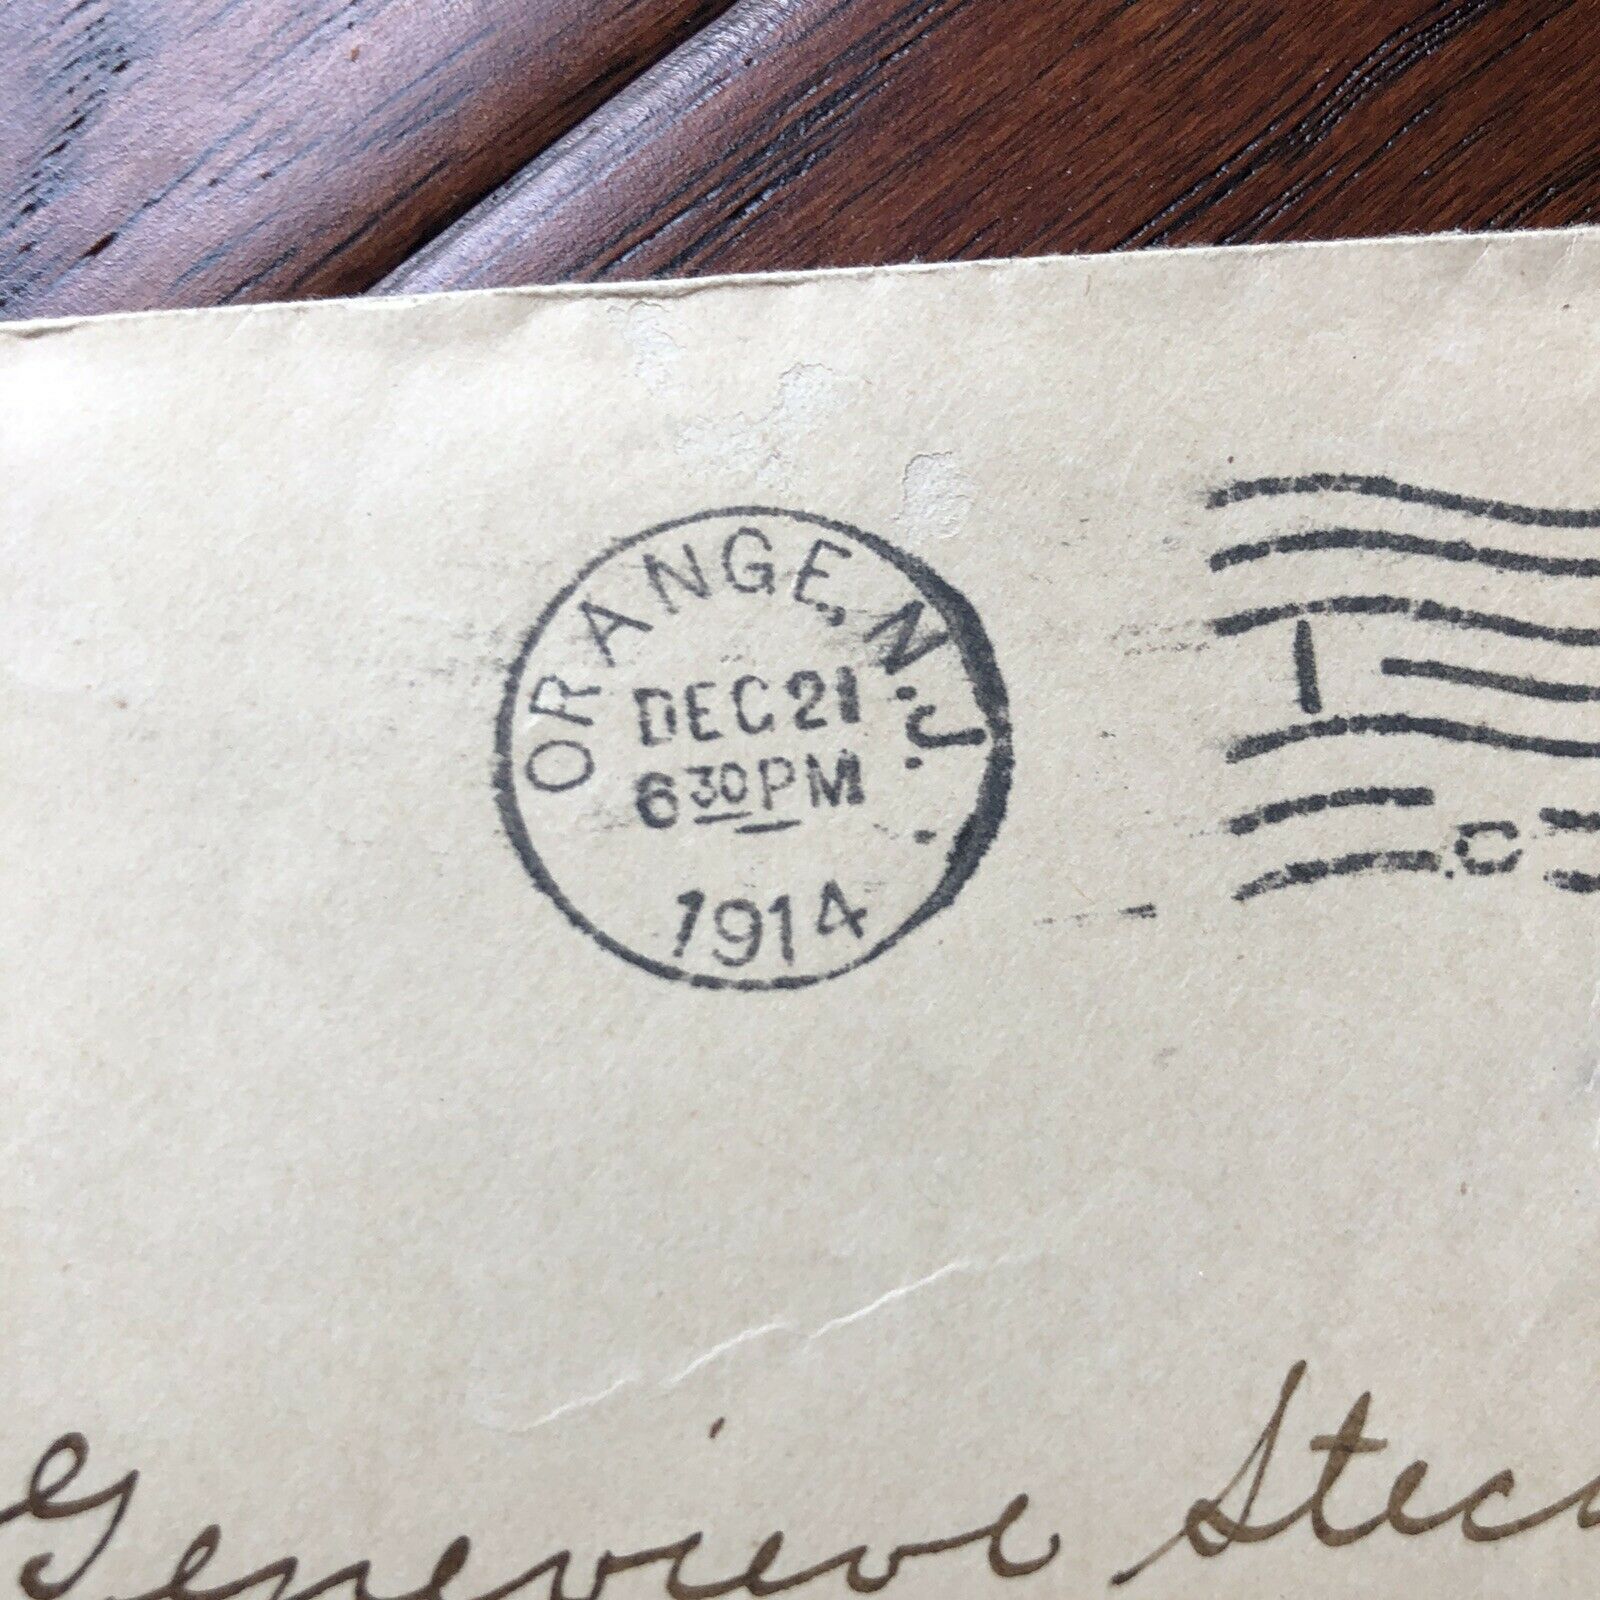 ORANGE, N.J.
DEC 21
6 30 PM
1914
I
C
Genevieve